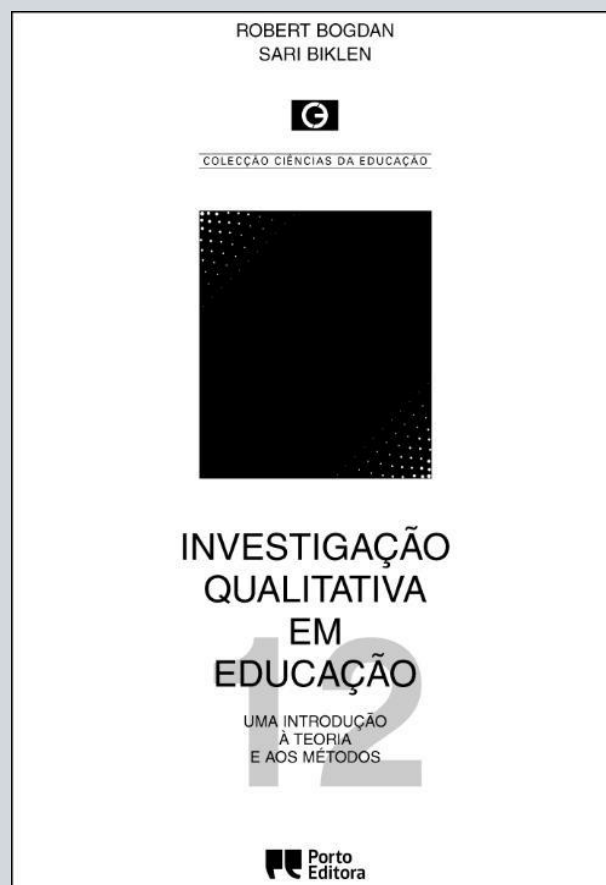 ROBERT BOGDAN
SARI BIKLEN
COLECÇÃO CIÊNCIAS DA EDUCAÇÃO
INVESTIGAÇÃO
QUALITATIVA
EM
EDUCAÇÃO
12
UMA INTRODUÇÃO
À TEORIA
E AOS MÉTODOS
Porto
Editora